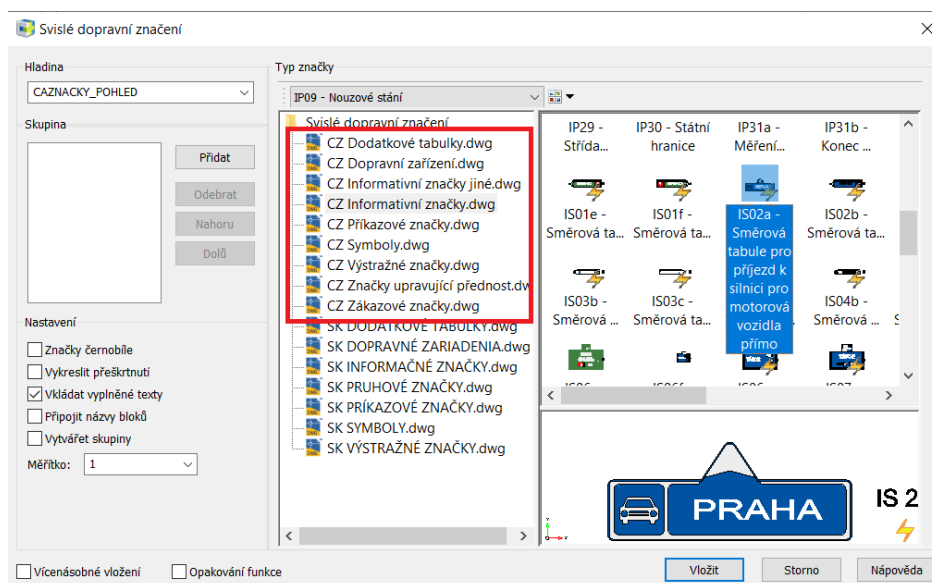 Svislé dopravní značení
Hladina
CAZNACKY_POHLED
Skupina
Přidat
Odebrat
Nahoru
Dolů
Nastavení
Značky černobíle
Vykreslit přeškrtnutí
Vkládat vyplněné texty
Připojit názvy bloků
Vytvářet skupiny
Měřítko: 1
Typ značky
IP09 - Nouzové stání
Svislé dopravní značení
CZ Dodatkové tabulky.dwg
CZ Dopravní zařízení.dwg
CZ Informativní značky jiné.dwg
CZ Informativní značky.dwg
CZ Příkazové značky.dwg
CZ Symboly.dwg
CZ Výstražné značky.dwg
CZ Značky upravující přednost.dw
CZ Zákazové značky.dwg
SK DODATKOVÉ TABUĽKY.dwg
SK DOPRAVNÉ ZARIADENIA.dwg
SK INFORMAČNÉ ZNAČKY.dwg
SK PRUHOVÉ ZNAČKY.dwg
SK PRÍKAZOVÉ ZNAČKY.dwg
SK SYMBOLY.dwg
SK VÝSTRAŽNÉ ZNAČKY.dwg
IP29 - Střída...
IP30 - Státní hranice
IP31a - Měření...
IP31b - Konec ...
IS01e - Směrová ta...
IS01f - Směrová ta...
IS02a - Směrová tabule pro příjezd k silnici pro motorová vozidla přímo
IS02b - Směrová ta...
IS03b - Směrová ...
IS03c - Směrová ta...
IS04b - Směrová ...
PRAHA
IS 2
Vícenásobné vložení
Opakování funkce
Vložit
Storno
Nápověda